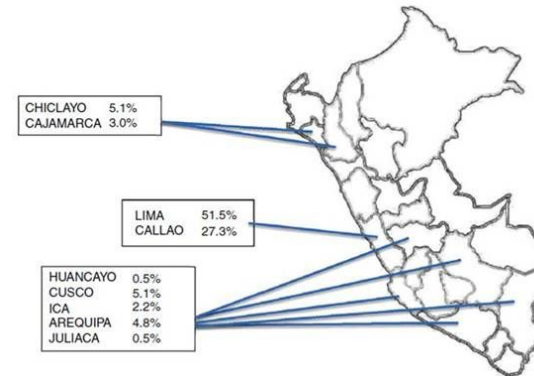 CHICLAYO 5.1%
CAJAMARCA 3.0%
LIMA 51.5%
CALLAO 27.3%
HUANCAYO 0.5%
CUSCO 5.1%
ICA 2.2%
AREQUIPA 4.8%
JULIACA 0.5%